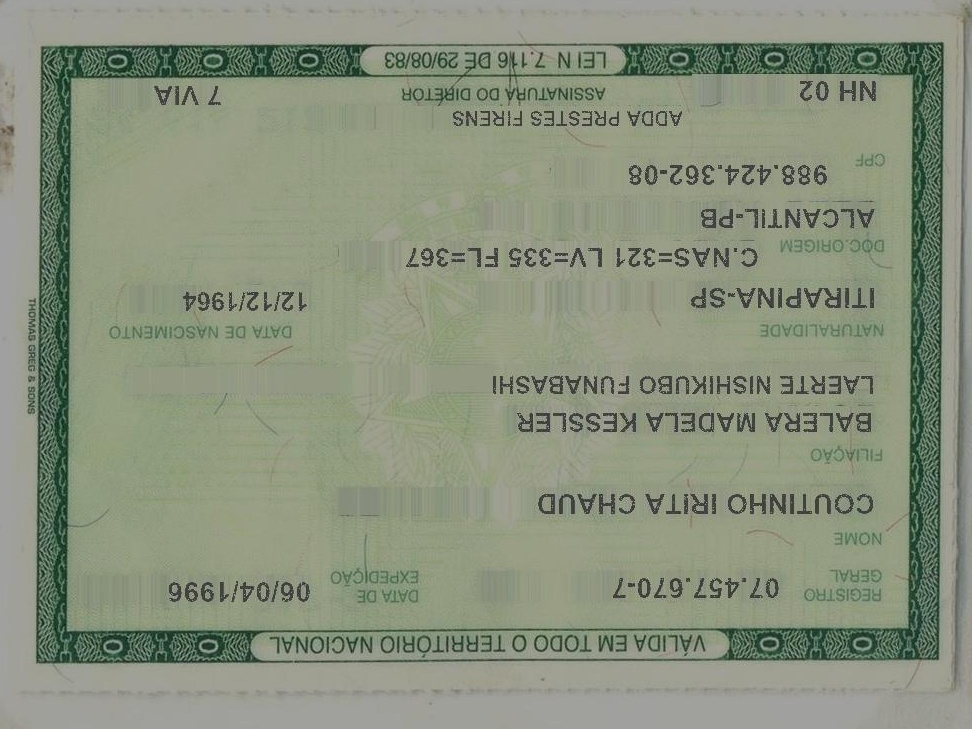 VÁLIDA EM TODO O TERRITÓRIO NACIONAL
REGISTRO GERAL 07.457.670-7 DATA DE EXPEDIÇÃO 06/04/1996
NOME
COUTINHO IRITA CHAUD
FILIAÇÃO
BALERA MADELA KESSLER
LAERTE NISHIKUBO FUNABASHI
NATURALIDADE DATA DE NASCIMENTO
ITIRAPINA-SP 12/12/1964
DOC.ORIGEM C.NAS=321 LV=335 FL=367
ALCANTIL-PB
CPF 988.424.362-08
ADDA PRESTES FIRENS
NH 02 ASSINATURA DO DIRETOR 7 VIA
LEI N 7.116 DE 29/08/83
THOMAS GREG & SONS